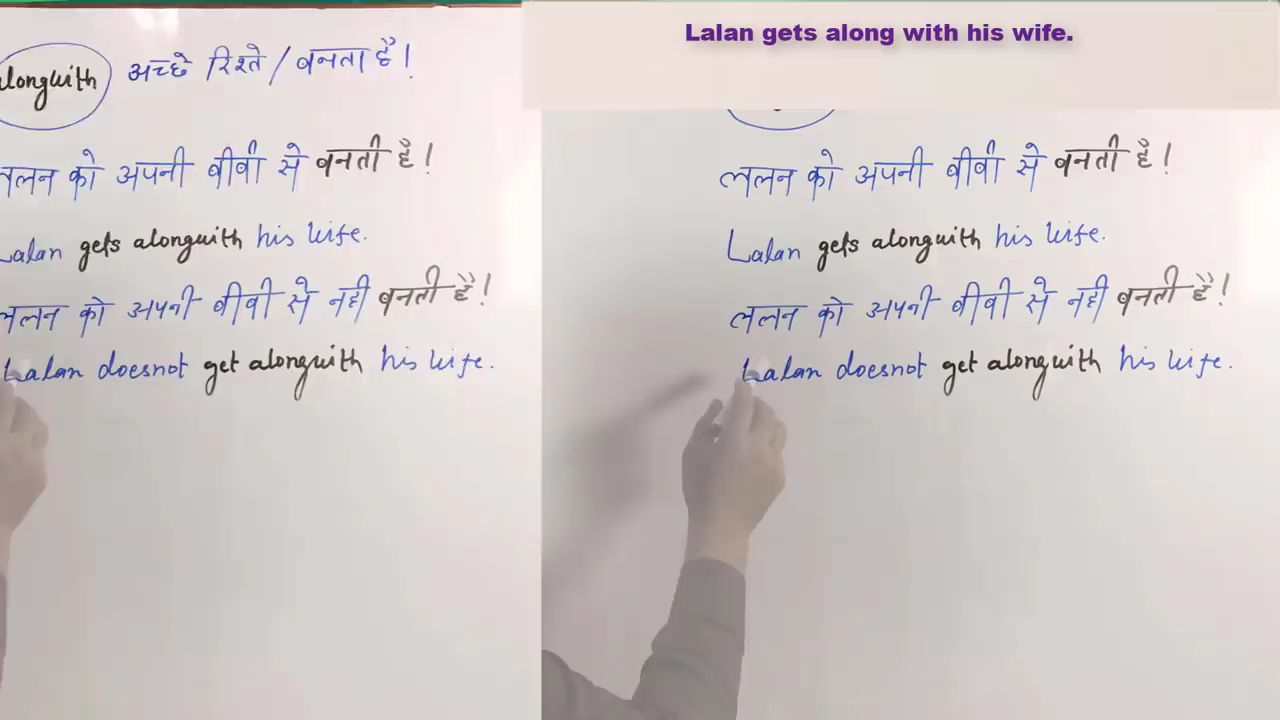 Lalan gets along with his wife.
alongwith अच्छे रिश्ते / बनता है!
ललन को अपनी बीवी से बनती है!
Lalan gets alongwith his wife.
ललन को अपनी बीवी से नही बनती है!
Lalan doesnot get alongwith his wife.
ललन को अपनी बीवी से बनती है!
Lalan gets alongwith his wife.
ललन को अपनी बीवी से नही बनती है!
Lalan doesnot get alongwith his wife.